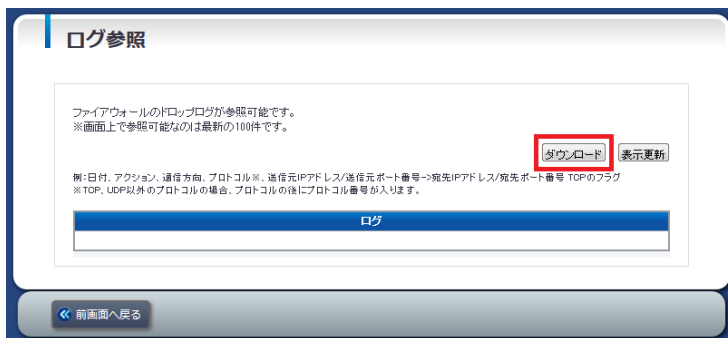 ログ参照
ファイアウォールのドロップログが参照可能です。
※画面上で参照可能なのは最新の100件です。
ダウンロード 表示更新
例:日付、アクション、通信方向、プロトコル※、送信元IPアドレス/送信元ポート番号->宛先IPアドレス/宛先ポート番号 TCPのフラグ
※TCP、UDP以外のプロトコルの場合、プロトコルの後にプロトコル番号が入ります。
ログ
前画面へ戻る